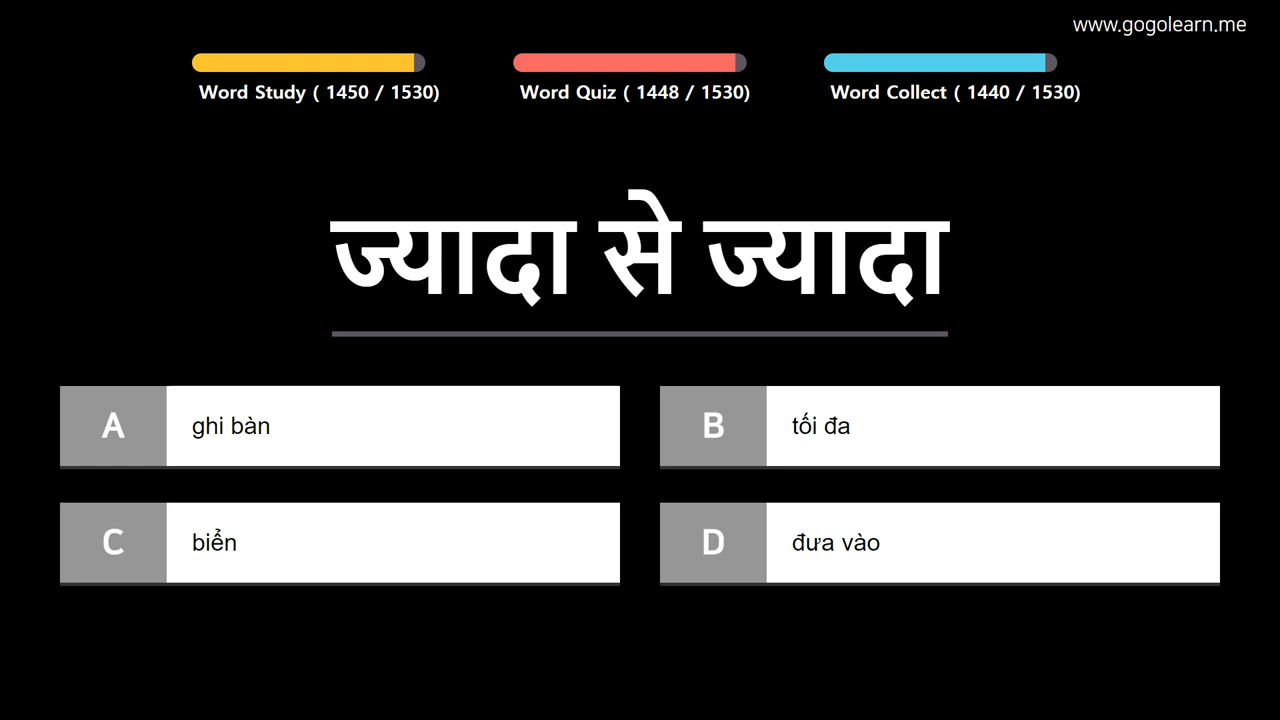 www.gogolearn.me
Word Study ( 1450 / 1530)
Word Quiz ( 1448 / 1530)
Word Collect ( 1440 / 1530)
ज्यादा से ज्यादा
A ghi bàn
B tối đa
C biển
D đưa vào